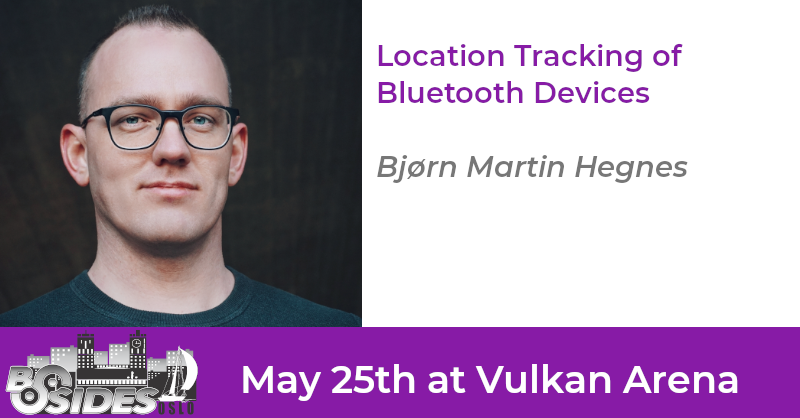 Location Tracking of
Bluetooth Devices
Bjørn Martin Hegnes
BSIDES
OSLO
May 25th at Vulkan Arena